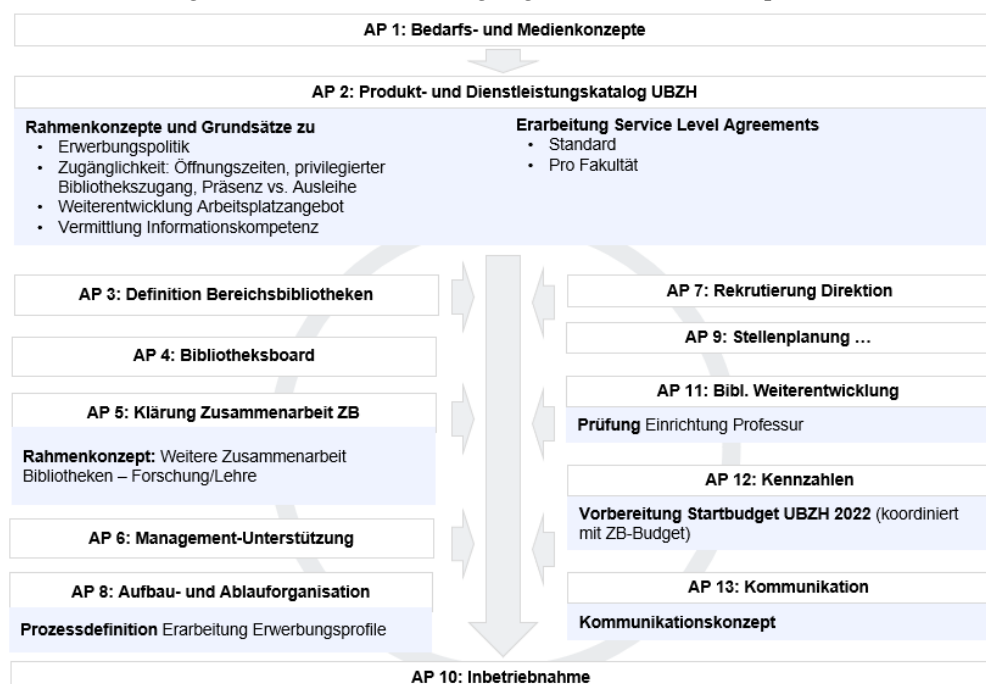 AP 1: Bedarfs- und Medienkonzepte
AP 2: Produkt- und Dienstleistungskatalog UBZH
Rahmenkonzepte und Grundsätze zu
• Erwerbungspolitik
• Zugänglichkeit: Öffnungszeiten, privilegierter
Bibliothekszugang, Präsenz vs. Ausleihe
• Weiterentwicklung Arbeitsplatzangebot
• Vermittlung Informationskompetenz
Erarbeitung Service Level Agreements
• Standard
• Pro Fakultät
AP 3: Definition Bereichsbibliotheken
AP 4: Bibliotheksboard
AP 5: Klärung Zusammenarbeit ZB
Rahmenkonzept: Weitere Zusammenarbeit
Bibliotheken – Forschung/Lehre
AP 6: Management-Unterstützung
AP 8: Aufbau- und Ablauforganisation
Prozessdefinition Erarbeitung Erwerbungsprofile
AP 7: Rekrutierung Direktion
AP 9: Stellenplanung …
AP 11: Bibl. Weiterentwicklung
Prüfung Einrichtung Professur
AP 12: Kennzahlen
Vorbereitung Startbudget UBZH 2022 (koordiniert
mit ZB-Budget)
AP 13: Kommunikation
Kommunikationskonzept
AP 10: Inbetriebnahme